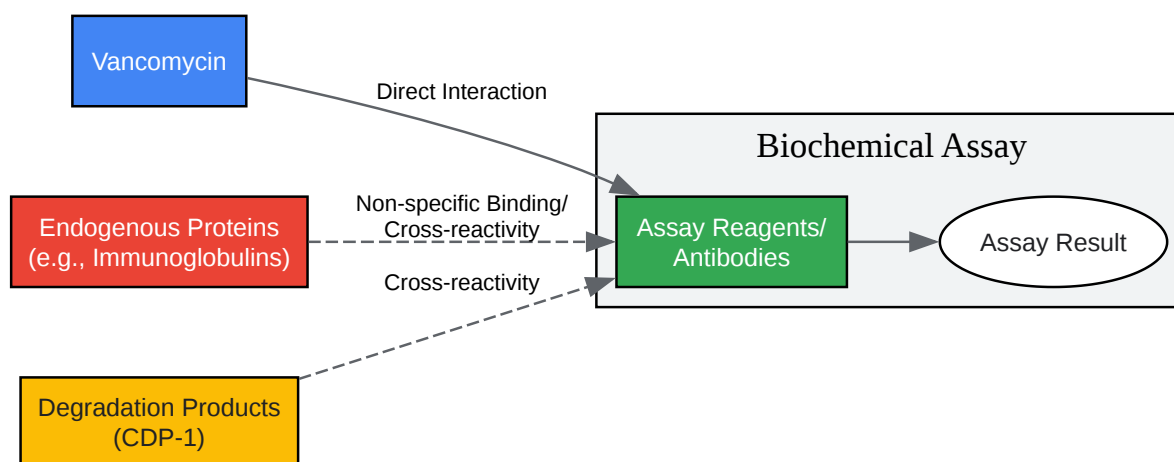 Vancomycin
Direct Interaction
Biochemical Assay
Endogenous Proteins
(e.g., Immunoglobulins)
Non-specific Binding/
Cross-reactivity
Assay Reagents/
Antibodies
Assay Result
Cross-reactivity
Degradation Products
(CDP-1)